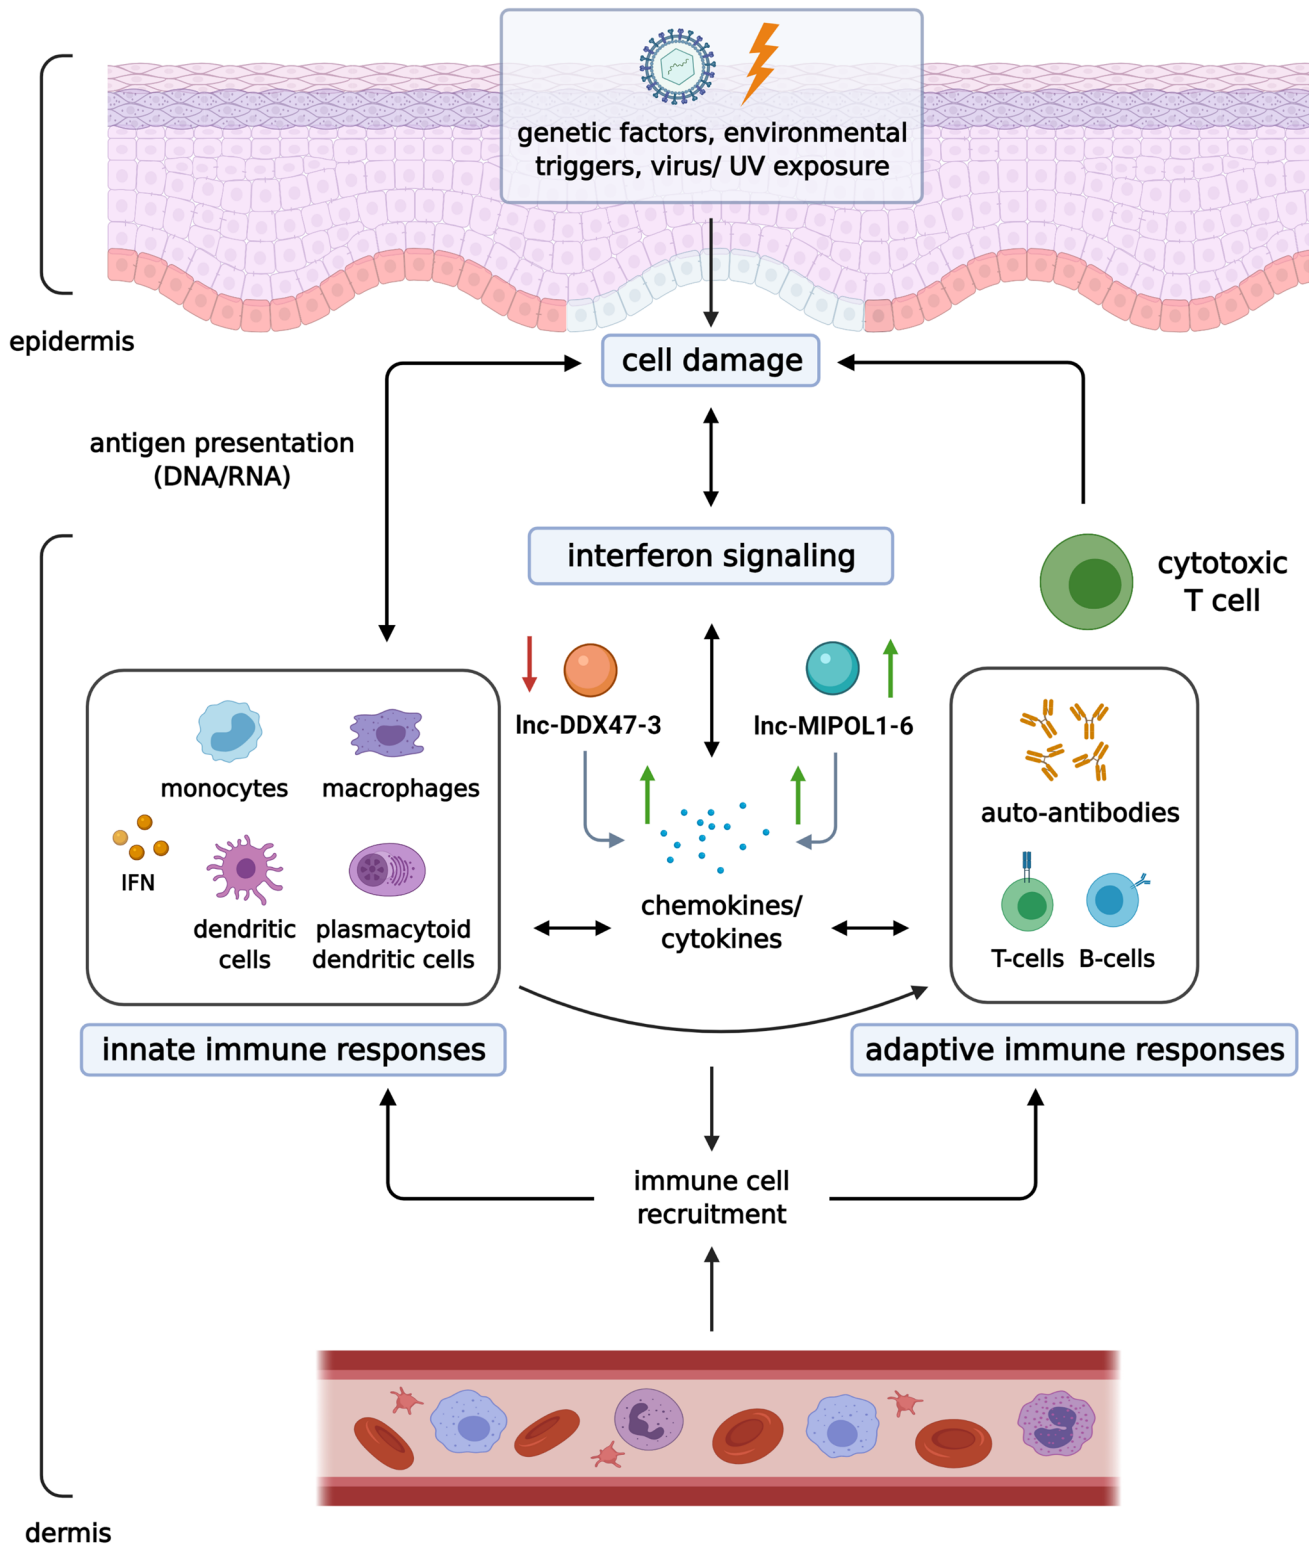 genetic factors, environmental
triggers, virus/ UV exposure
epidermis
cell damage
antigen presentation
(DNA/RNA)
interferon signaling
cytotoxic
T cell
lnc-DDX47-3
lnc-MIPOL1-6
monocytes
macrophages
IFN
dendritic
cells
plasmacytoid
dendritic cells
chemokines/
cytokines
auto-antibodies
T-cells
B-cells
innate immune responses
adaptive immune responses
immune cell
recruitment
dermis